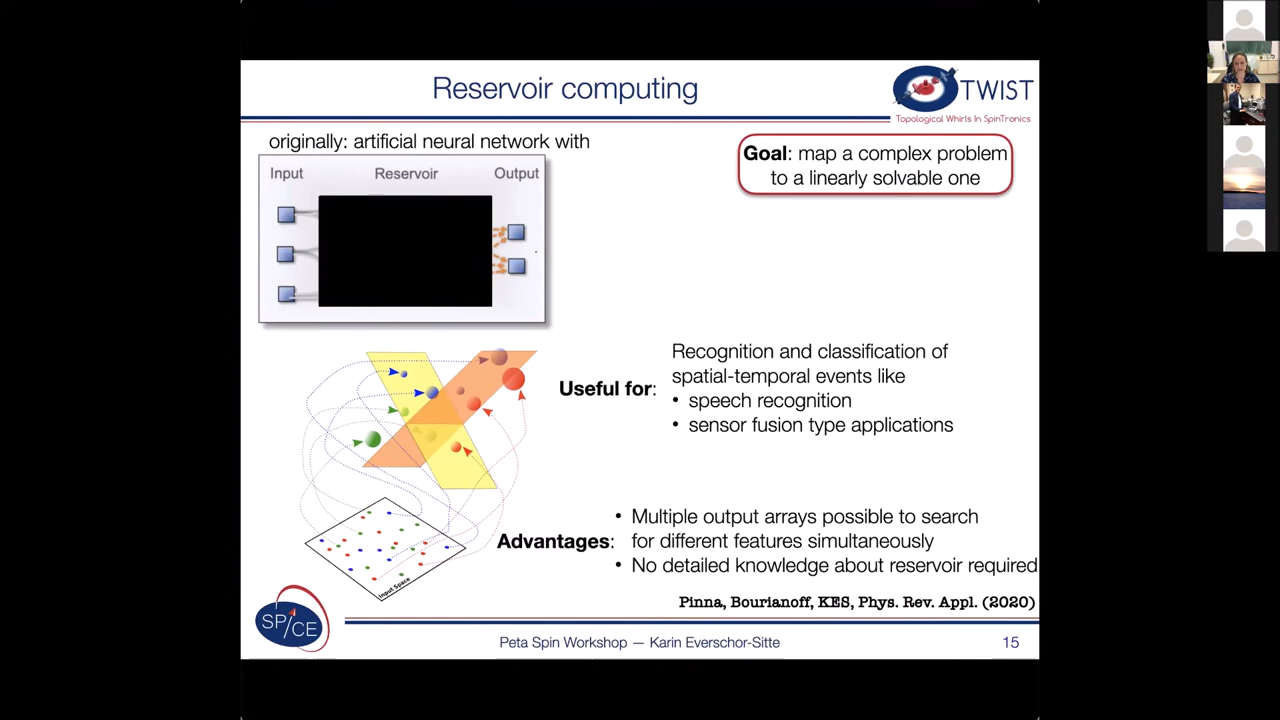 Reservoir computing
TWIST
Topological Whirls In SpinTronics
originally: artificial neural network with
Input
Reservoir
Output
Goal: map a complex problem
to a linearly solvable one
Useful for:
Recognition and classification of
spatial-temporal events like
• speech recognition
• sensor fusion type applications
Input Space
Advantages:
• Multiple output arrays possible to search
for different features simultaneously
• No detailed knowledge about reservoir required
Pinna, Bourianoff, KES, Phys. Rev. Appl. (2020)
SPICE
Peta Spin Workshop — Karin Everschor-Sitte
15